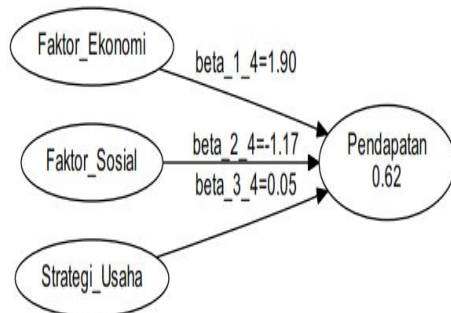 Faktor_Ekonomi
beta_1_4=1.90
Faktor_Sosial
beta_2_4=-1.17
Pendapatan
0.62
beta_3_4=0.05
Strategi_Usaha